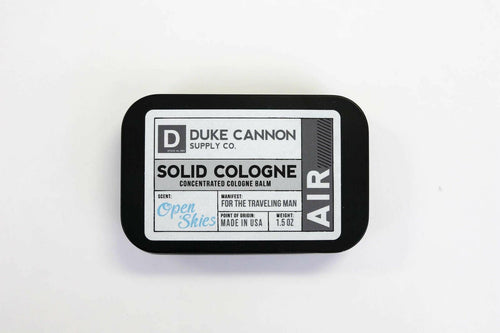 D
DUKE CANNON
SUPPLY CO.
SOLID COLOGNE
CONCENTRATED COLOGNE BALM
SCENT:
Open
Skies
MANIFEST:
FOR THE TRAVELING MAN
POINT OF ORIGIN:
MADE IN USA
WEIGHT:
1.5 OZ
AIR